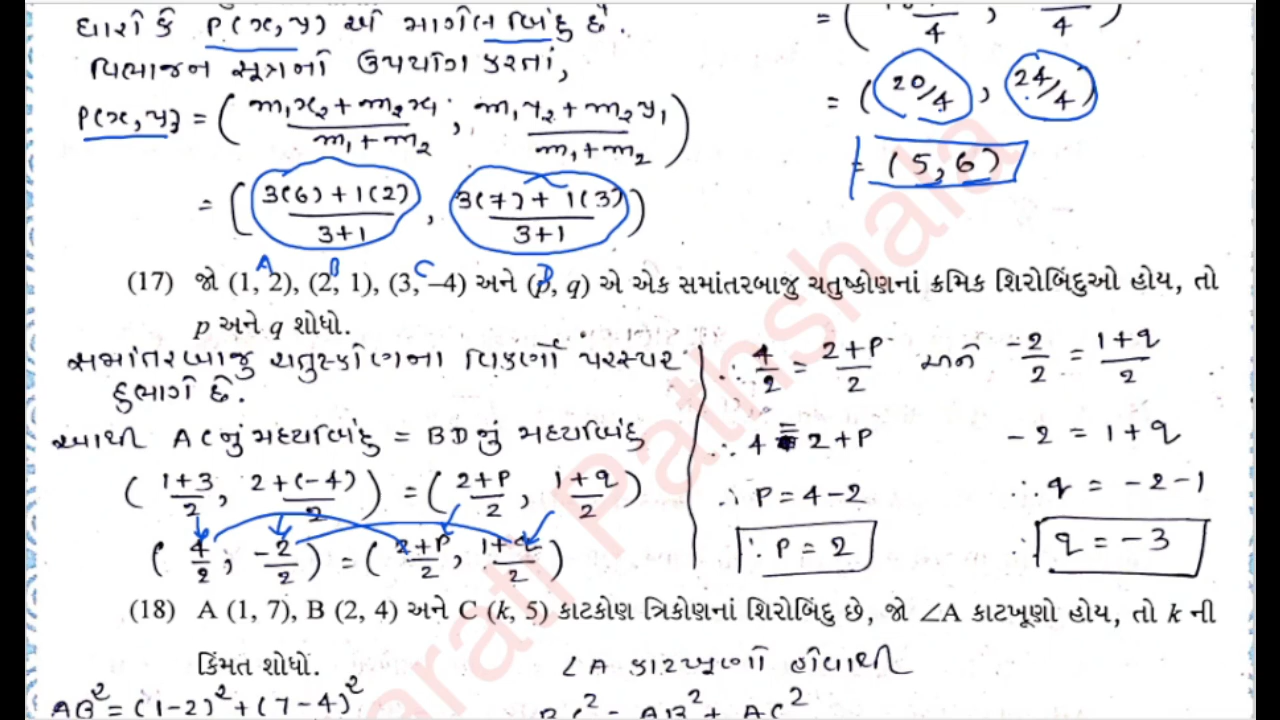 ધારો કે P(x, y) એ માગેલ બિંદુ છે.
વિભાજન સૂત્રનો ઉપયોગ કરતાં,
P(x, y) = ( m₁x₂ + m₂x₁ / m₁ + m₂ , m₁y₂ + m₂y₁ / m₁ + m₂ )
= ( 3(6) + 1(2) / 3+1 , 3(7) + 1(3) / 3+1 )
= ( 20/4 , 24/4 )
= (5, 6)
A B C D
(17) જો (1, 2), (2, 1), (3, –4) અને (p, q) એ એક સમાંતરબાજુ ચતુષ્કોણનાં ક્રમિક શિરોબિંદુઓ હોય, તો
p અને q શોધો.
સમાંતરબાજુ ચતુષ્કોણના વિકર્ણો પરસ્પર
દુભાગે છે.
આથી AC નું મધ્યબિંદુ = BD નું મધ્યબિંદુ
( 1+3 / 2 , 2+(-4) / 2 ) = ( 2+P / 2 , 1+q / 2 )
( 4/2 , -2/2 ) = ( 2+P / 2 , 1+q / 2 )
∴ 4/2 = 2+P / 2 અને -2/2 = 1+q / 2
∴ 4 = 2+P -2 = 1+q
∴ P = 4-2 ∴ q = -2-1
∴ P = 2 ∴ q = -3
(18) A (1, 7), B (2, 4) અને C (k, 5) કાટકોણ ત્રિકોણનાં શિરોબિંદુ છે, જો ∠A કાટખૂણો હોય, તો k ની
કિંમત શોધો.
∠A કાટખૂણો હોવાથી
AB² = (1-2)² + (7-4)² BC² = AB² + AC²
Gujarati Pathshala